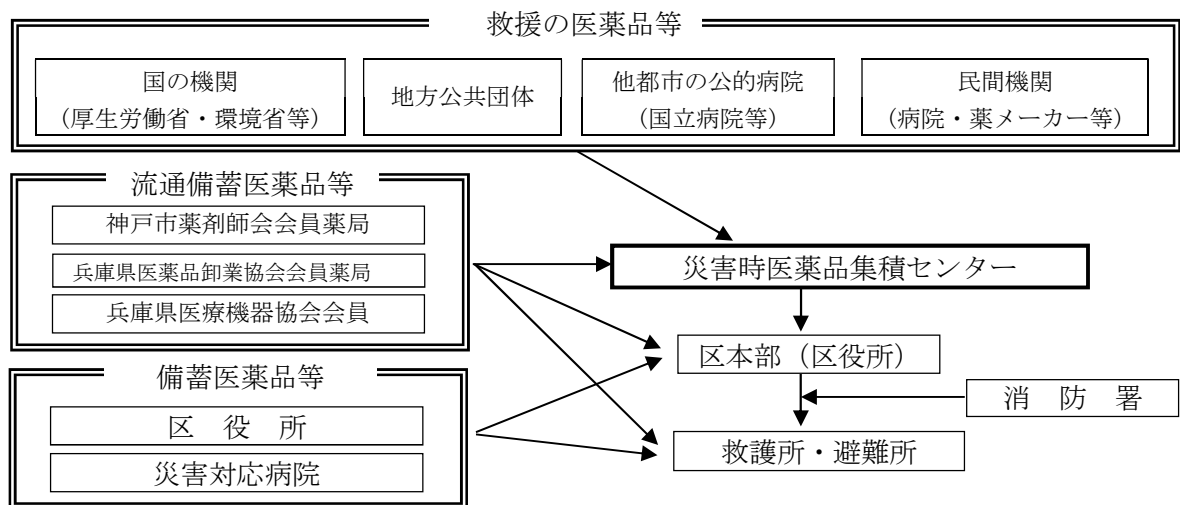 救援の医薬品等
国の機関
(厚生労働省・環境省等)
地方公共団体
他都市の公的病院
(国立病院等)
民間機関
(病院・薬メーカー等)
流通備蓄医薬品等
神戸市薬剤師会会員薬局
兵庫県医薬品卸業協会会員薬局
兵庫県医療機器協会会員
災害時医薬品集積センター
区本部（区役所）
備蓄医薬品等
区　役　所
災害対応病院
消　防　署
救護所・避難所